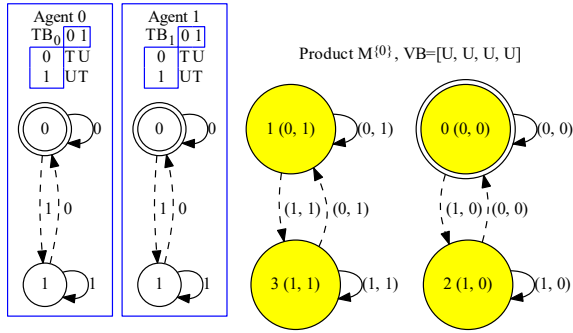 Agent 0
TB0 0 1
0 T U
1 U T
0
0
1 0
1
1
Agent 1
TB1 0 1
0 T U
1 U T
0
0
1 0
1
1
Product M{0}, VB=[U, U, U, U]
1 (0, 1)
(0, 1)
0 (0, 0)
(0, 0)
(1, 1) (0, 1)
(1, 0) (0, 0)
3 (1, 1)
(1, 1)
2 (1, 0)
(1, 0)